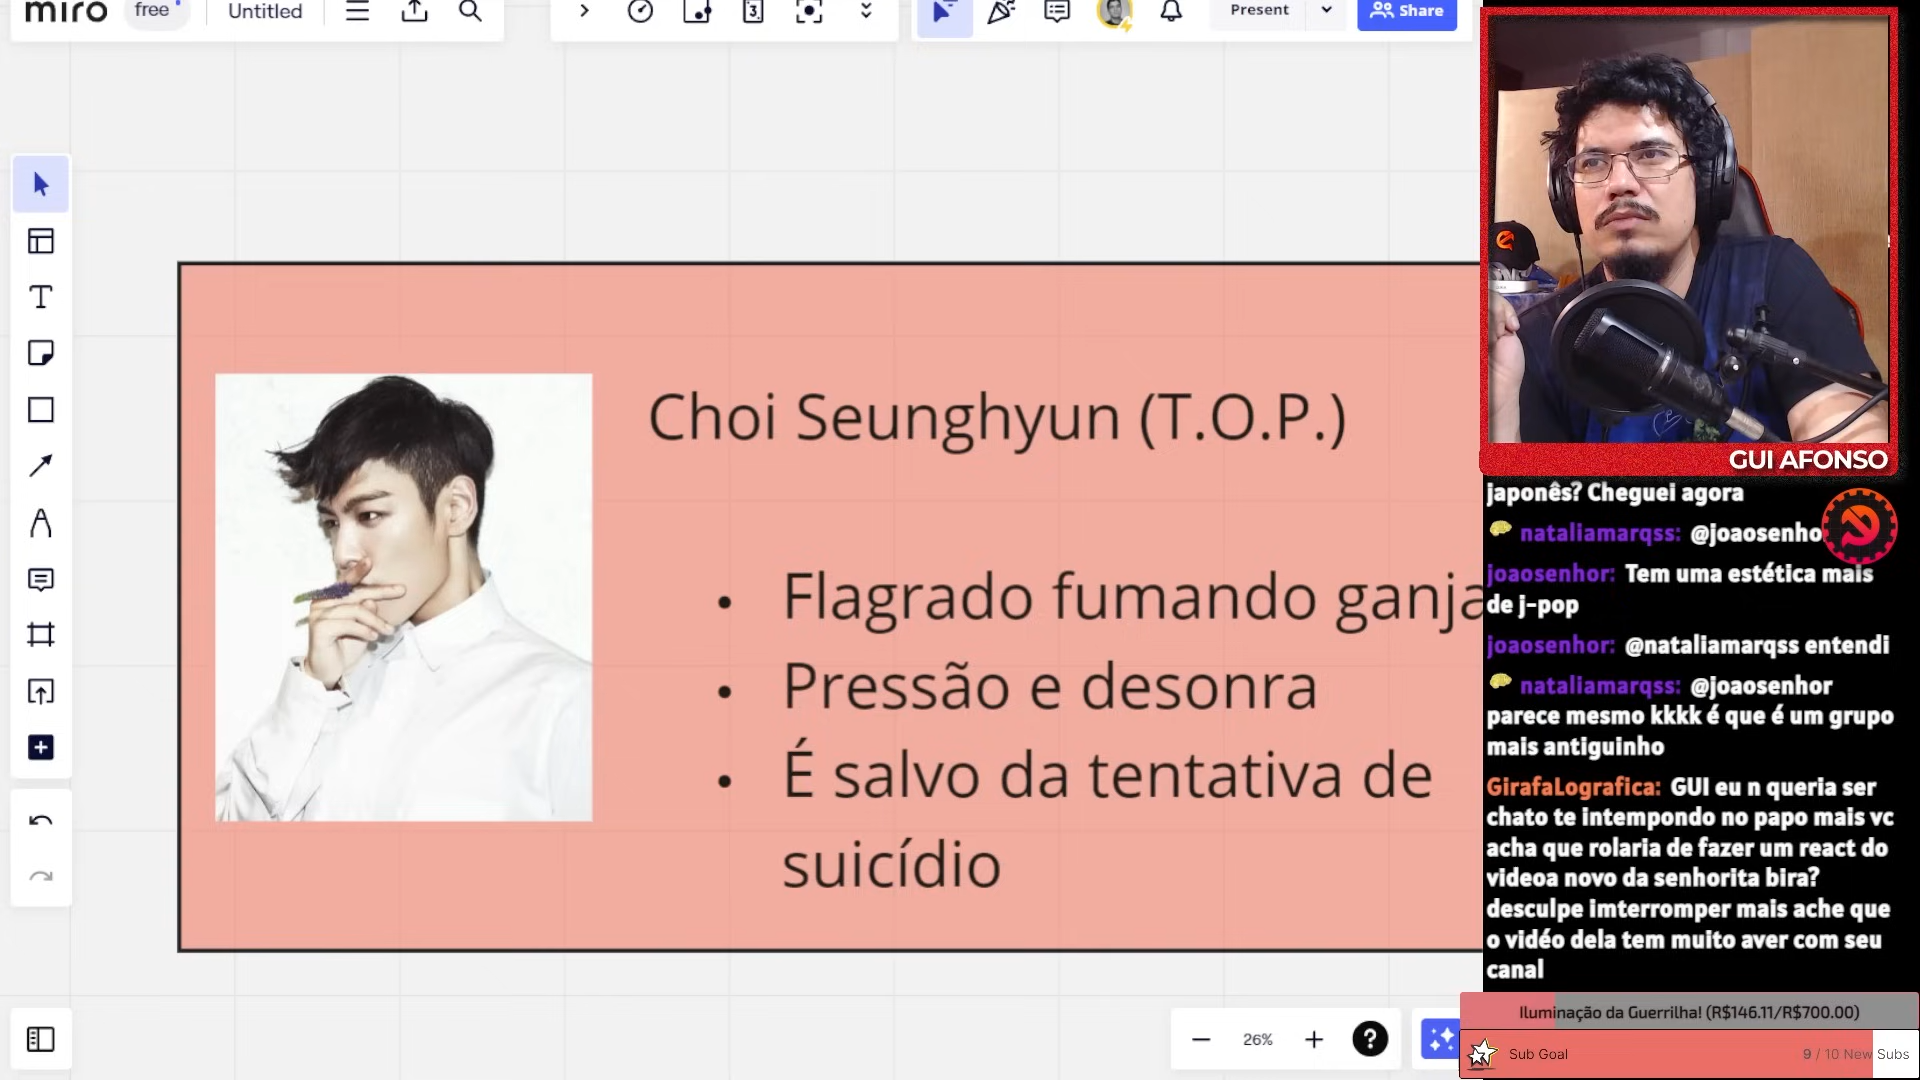 miro
free
Untitled
3
Present
Share
Choi Seunghyun (T.O.P.)
• Flagrado fumando ganja
• Pressão e desonra
• É salvo da tentativa de
suicídio
26%
?
GUI AFONSO
japonês? Cheguei agora
nataliamarqss: @joaosenho
joaosenhor: Tem uma estética mais
de j-pop
joaosenhor: @nataliamarqss entendi
nataliamarqss: @joaosenhor
parece mesmo kkkk é que é um grupo
mais antiguinho
GirafaLografica: GUI eu n queria ser
chato te intempondo no papo mais vc
acha que rolaria de fazer um react do
videoa novo da senhorita bira?
desculpe imterromper mais ache que
o vidéo dela tem muito aver com seu
canal
Iluminação da Guerrilha! (R$146.11/R$700.00)
Sub Goal
9 / 10 New Subs